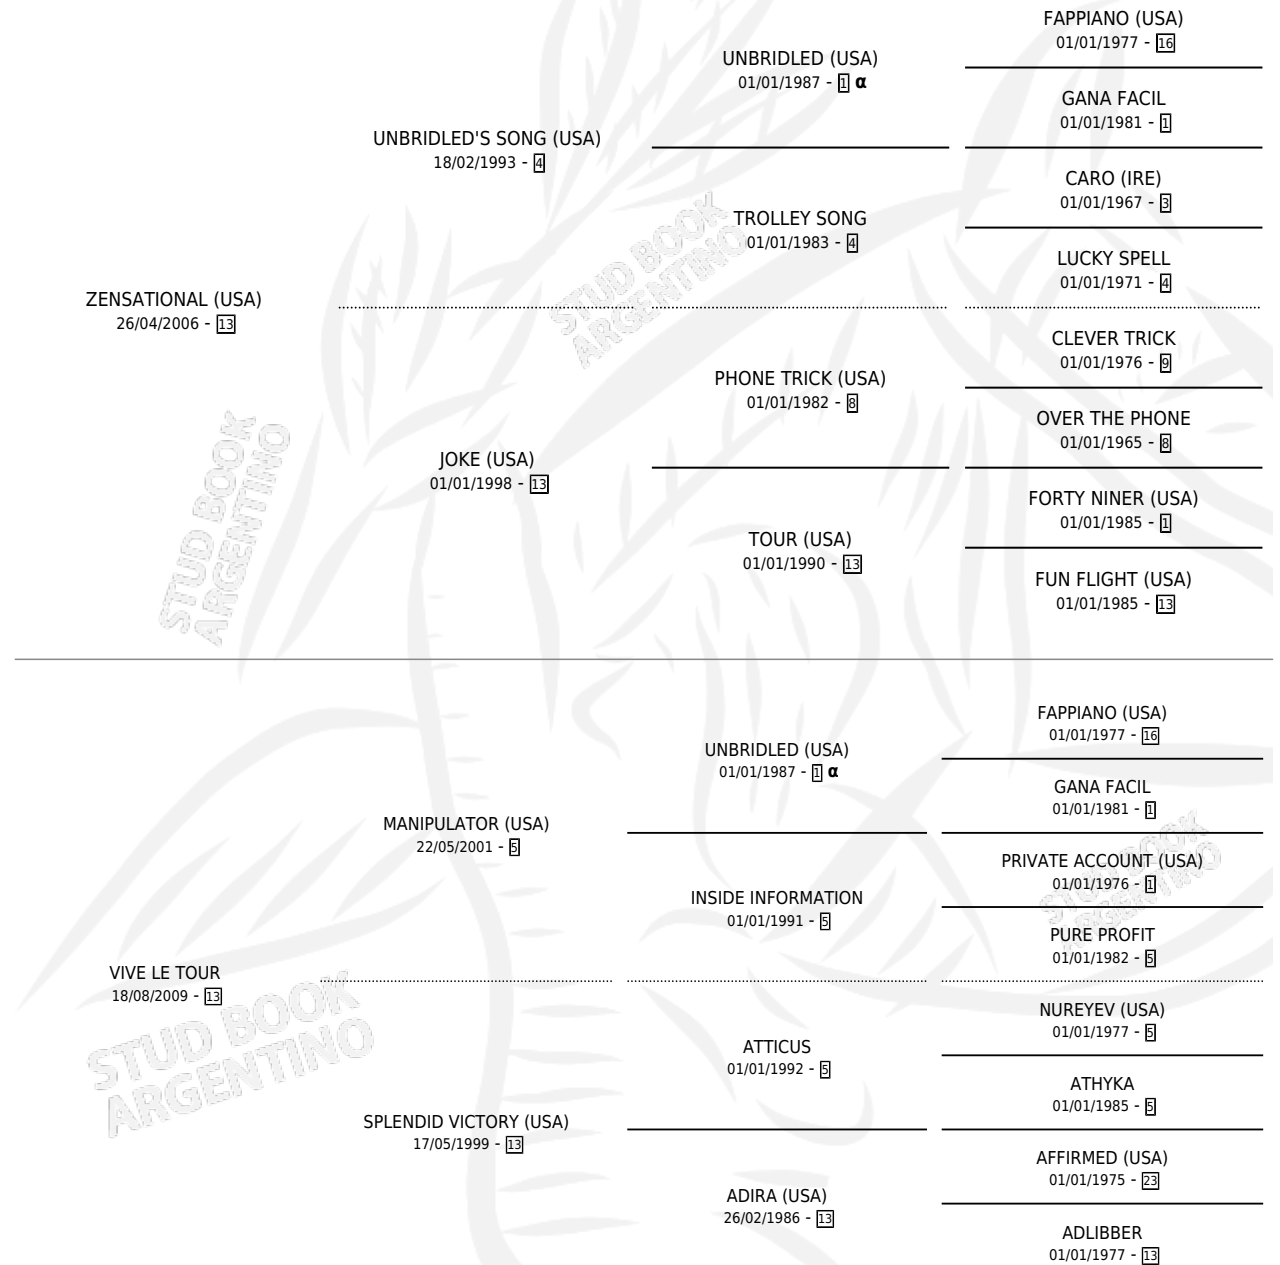 FAPPIANO (USA)
01/01/1977 - 16
UNBRIDLED (USA)
01/01/1987 - 1 α
GANA FACIL
01/01/1981 - 1
UNBRIDLED'S SONG (USA)
18/02/1993 - 4
CARO (IRE)
01/01/1967 - 3
TROLLEY SONG
01/01/1983 - 4
LUCKY SPELL
01/01/1971 - 4
STUD BOOK
ARGENTINO
ZENSATIONAL (USA)
26/04/2006 - 13
CLEVER TRICK
01/01/1976 - 9
PHONE TRICK (USA)
01/01/1982 - 8
OVER THE PHONE
01/01/1965 - 8
JOKE (USA)
01/01/1998 - 13
FORTY NINER (USA)
01/01/1985 - 1
TOUR (USA)
01/01/1990 - 13
FUN FLIGHT (USA)
01/01/1985 - 13
STUD BOOK
ARGENTINO
FAPPIANO (USA)
01/01/1977 - 16
UNBRIDLED (USA)
01/01/1987 - 1 α
GANA FACIL
01/01/1981 - 1
MANIPULATOR (USA)
22/05/2001 - 5
PRIVATE ACCOUNT (USA)
01/01/1976 - 1
INSIDE INFORMATION
01/01/1991 - 5
PURE PROFIT
01/01/1982 - 5
STUD BOOK
ARGENTINO
VIVE LE TOUR
18/08/2009 - 13
STUD BOOK
ARGENTINO
NUREYEV (USA)
01/01/1977 - 5
ATTICUS
01/01/1992 - 5
ATHYKA
01/01/1985 - 5
SPLENDID VICTORY (USA)
17/05/1999 - 13
AFFIRMED (USA)
01/01/1975 - 23
ADIRA (USA)
26/02/1986 - 13
ADLIBBER
01/01/1977 - 13